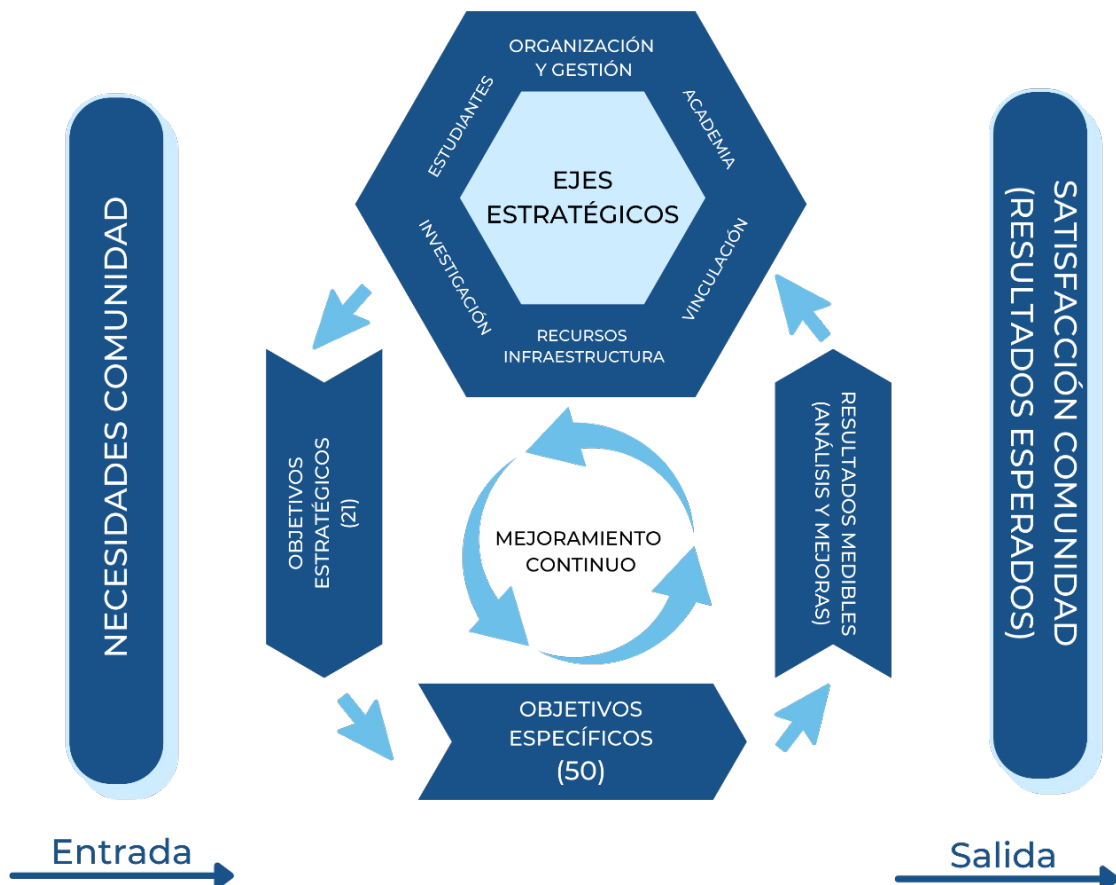 NECESIDADES COMUNIDAD
ORGANIZACIÓN
Y GESTIÓN
ESTUDIANTES
ACADEMIA
EJES
ESTRATÉGICOS
INVESTIGACIÓN
VINCULACIÓN
RECURSOS
INFRAESTRUCTURA
OBJETIVOS
ESTRATÉGICOS
(21)
MEJORAMIENTO
CONTINUO
RESULTADOS MEDIBLES
(ANÁLISIS Y MEJORAS)
OBJETIVOS
ESPECÍFICOS
(50)
SATISFACCIÓN COMUNIDAD
(RESULTADOS ESPERADOS)
Entrada
Salida